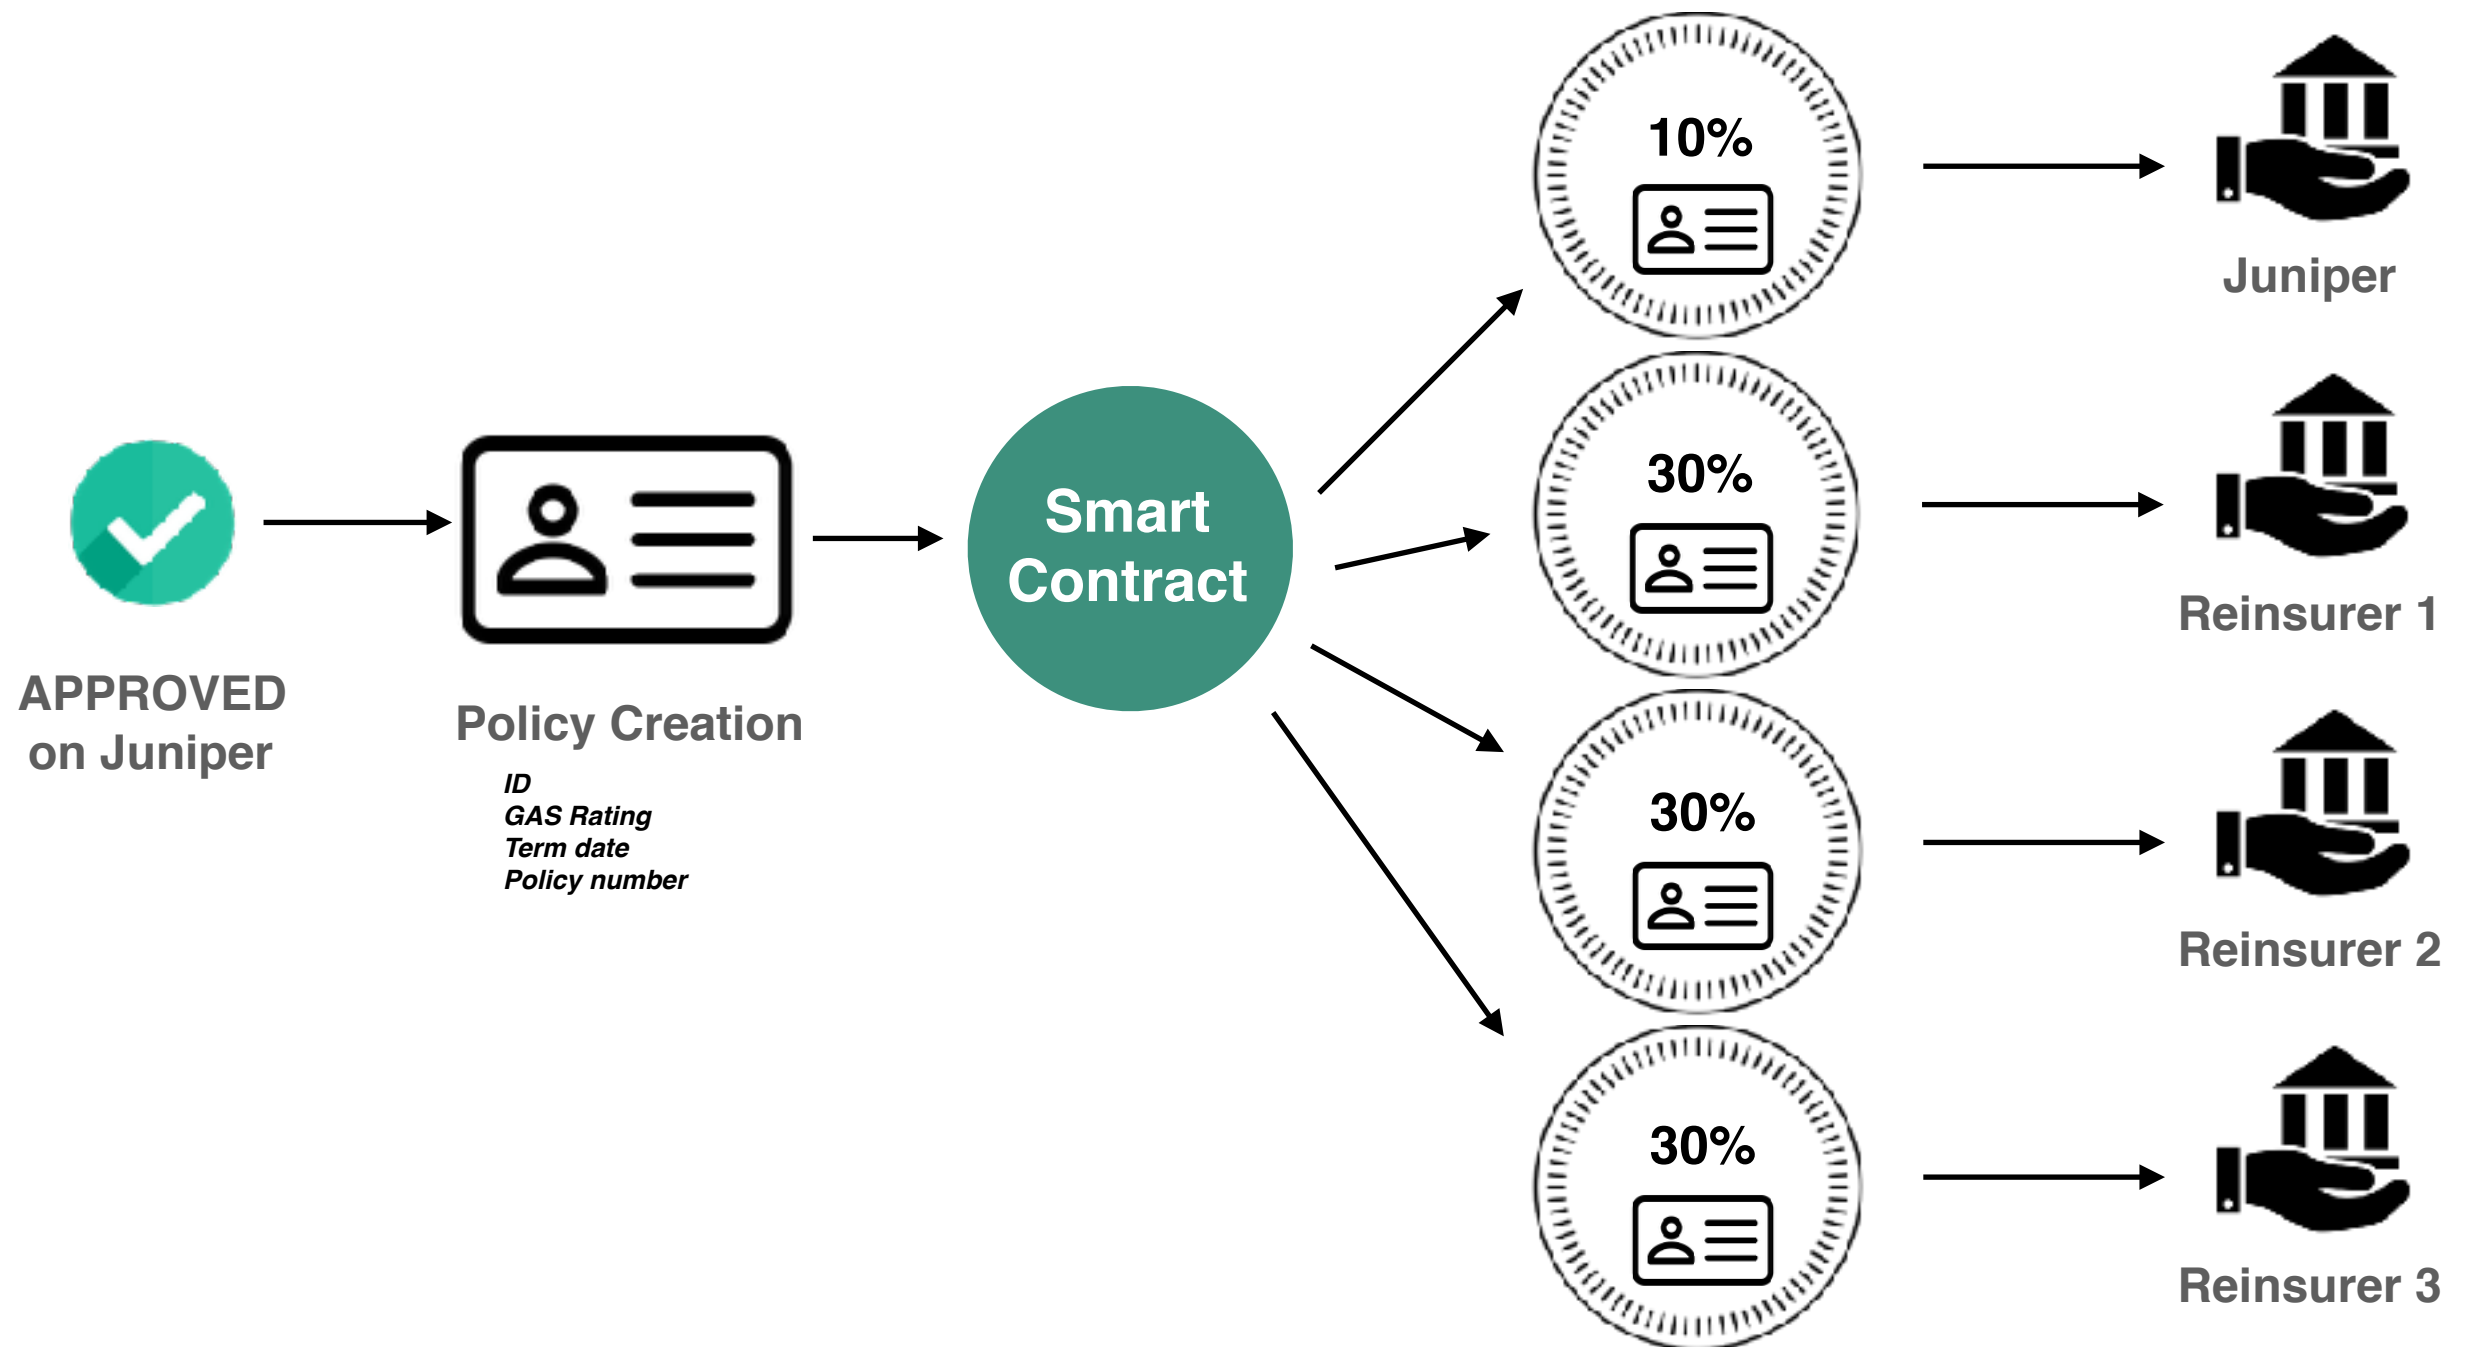 APPROVED
on Juniper
Policy Creation
ID
GAS Rating
Term date
Policy number
Smart
Contract
10%
Juniper
30%
Reinsurer 1
30%
Reinsurer 2
30%
Reinsurer 3